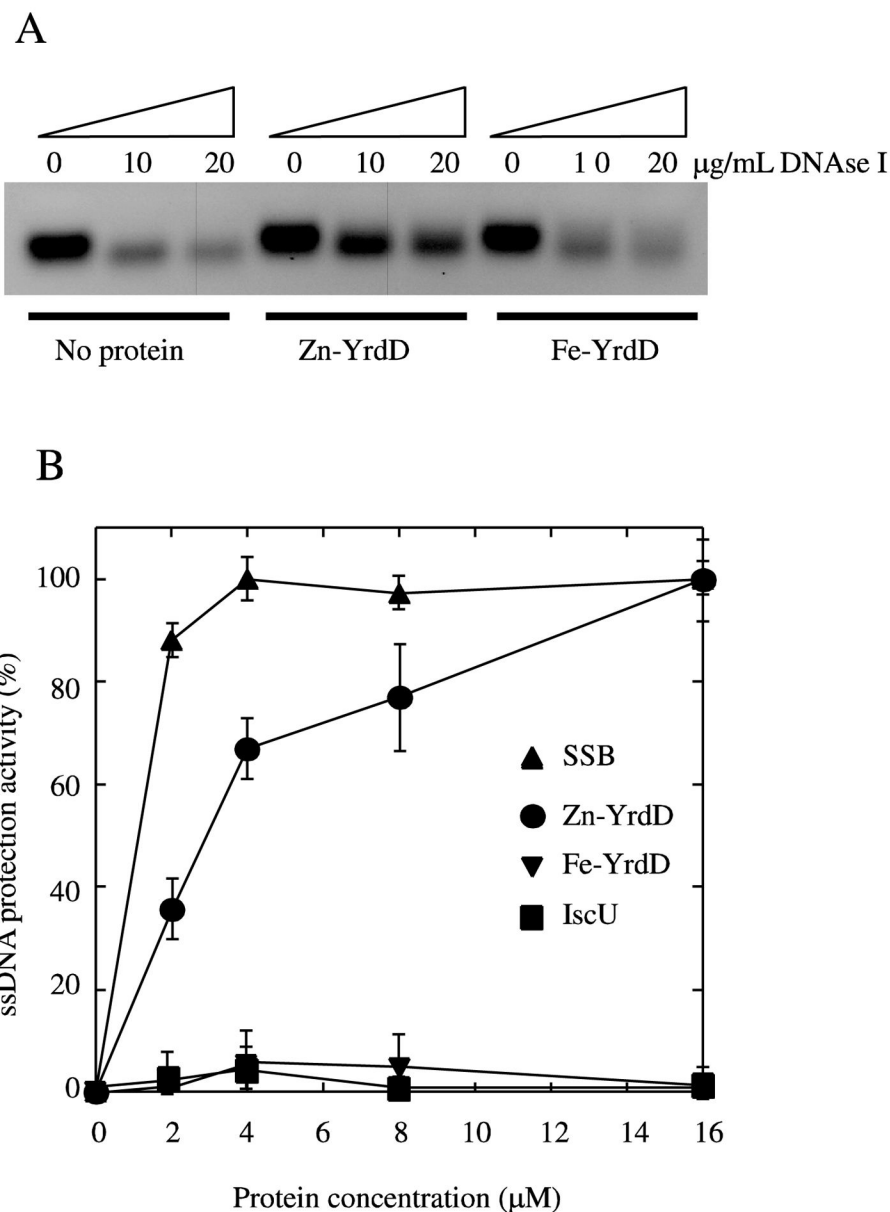 A
0 10 20 0 10 20 0 1 0 20 μg/mL DNAse I
No protein Zn-YrdD Fe-YrdD
B
ssDNA protection activity (%)
100
80
60
40
20
0
SSB
Zn-YrdD
Fe-YrdD
IscU
0 2 4 6 8 10 12 14 16
Protein concentration (μM)